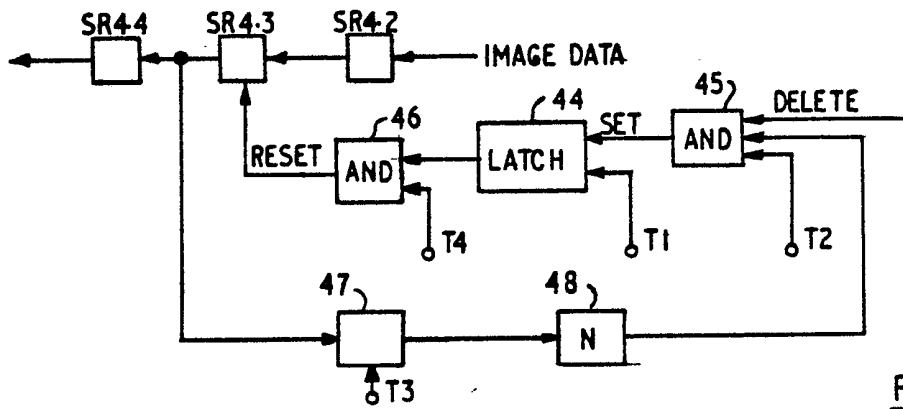 SR4.4
SR4.3
SR4.2
IMAGE DATA
46
44
45
DELETE
SET
RESET
AND
LATCH
AND
T4
T1
T2
47
48
N
T3
F